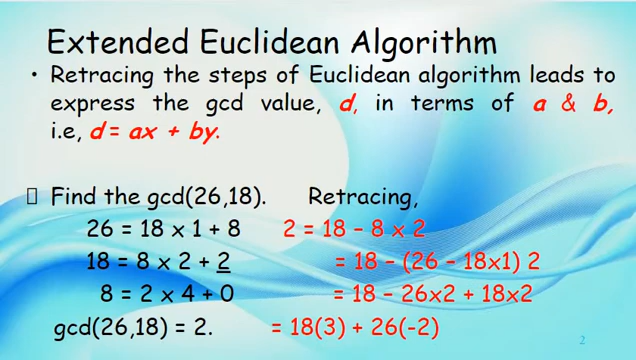 Extended Euclidean Algorithm
• Retracing the steps of Euclidean algorithm leads to
express the gcd value, d, in terms of a & b,
i.e, d = ax + by.
▯ Find the gcd(26,18). Retracing,
26 = 18 x 1 + 8 2 = 18 – 8 x 2
18 = 8 x 2 + 2 = 18 – (26 – 18x1) 2
8 = 2 x 4 + 0 = 18 – 26x2 + 18x2
gcd(26,18) = 2. = 18(3) + 26(-2)
2